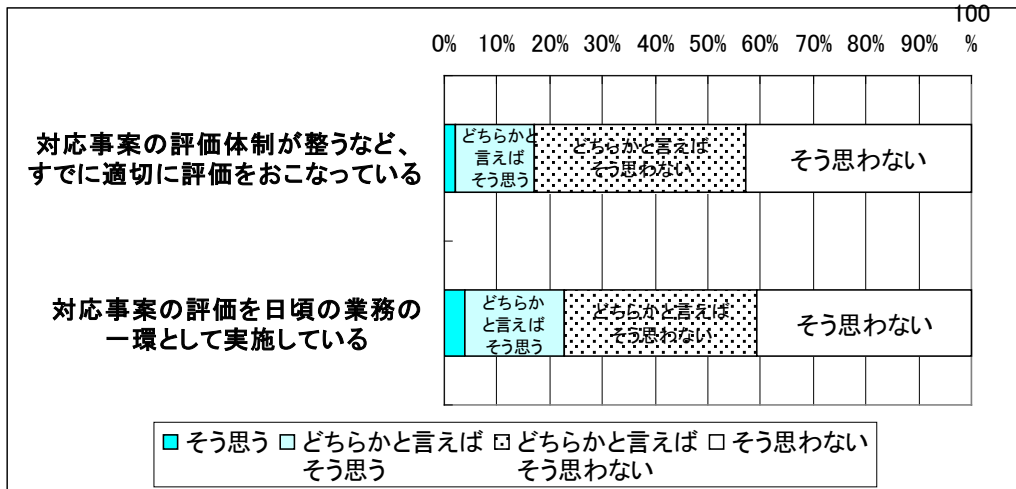 100
0% 10% 20% 30% 40% 50% 60% 70% 80% 90% %
対応事案の評価体制が整うなど、
すでに適切に評価をおこなっている
どちらかと
言えば
そう思う
どちらかと言えば
そう思わない
そう思わない
対応事案の評価を日頃の業務の
一環として実施している
どちらか
と言えば
そう思う
どちらかと言えば
そう思わない
そう思わない
そう思う どちらかと言えば どちらかと言えば そう思わない
そう思う そう思わない